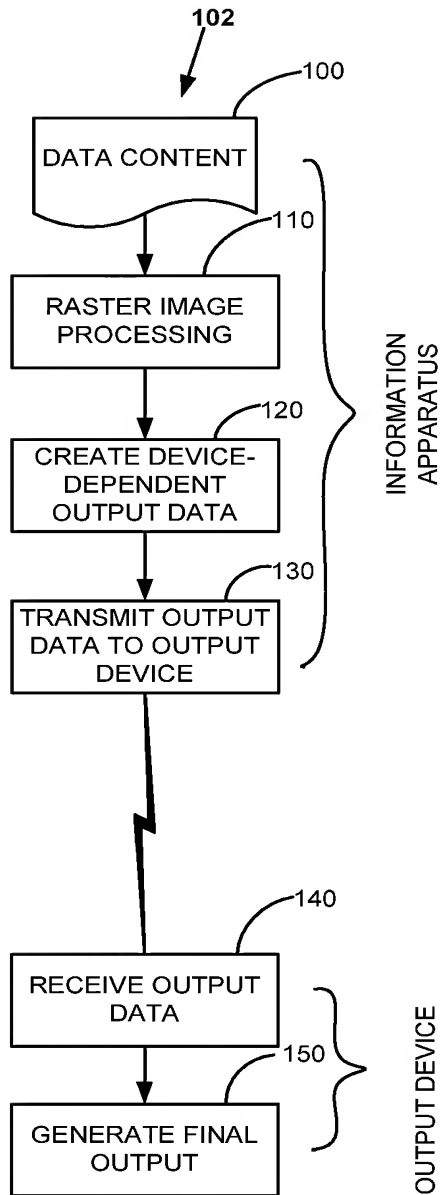 102
100
DATA CONTENT
110
RASTER IMAGE
PROCESSING
120
CREATE DEVICE-
DEPENDENT
OUTPUT DATA
130
TRANSMIT OUTPUT
DATA TO OUTPUT
DEVICE
INFORMATION
APPARATUS
140
RECEIVE OUTPUT
DATA
150
GENERATE FINAL
OUTPUT
OUTPUT DEVICE